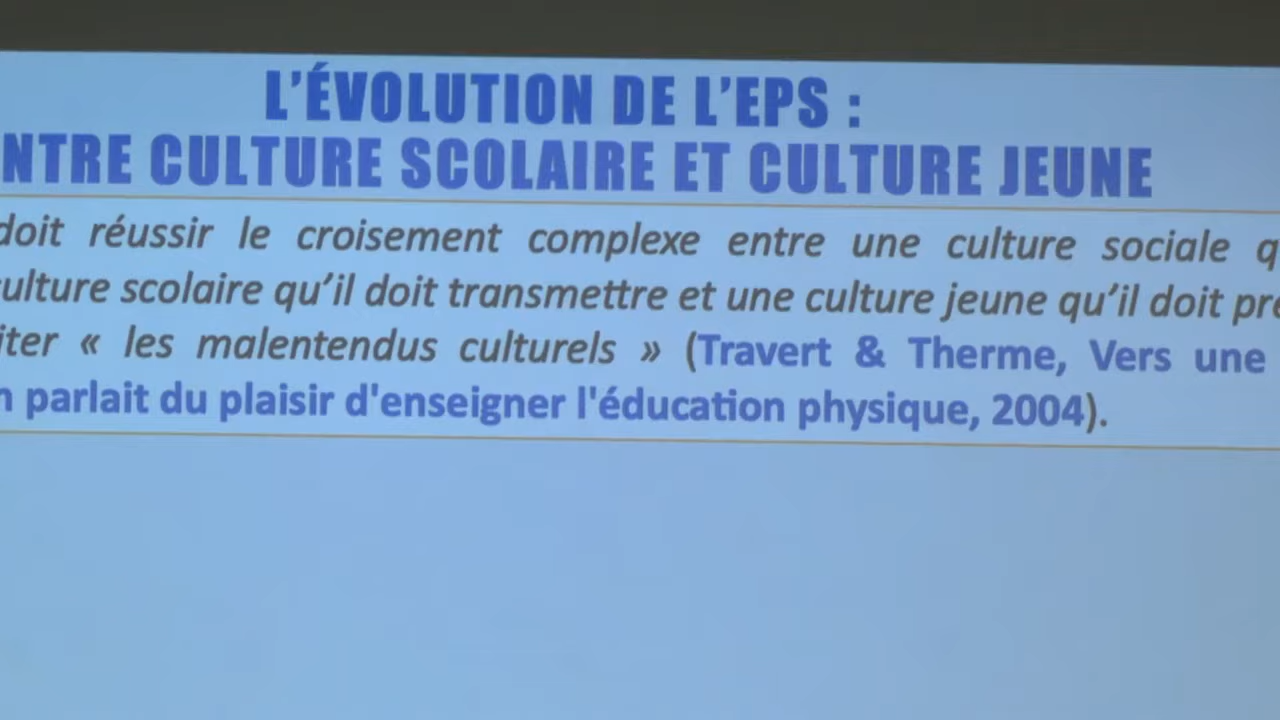 L'ÉVOLUTION DE L'EPS :
NTRE CULTURE SCOLAIRE ET CULTURE JEUNE
doit réussir le croisement complexe entre une culture sociale q
ulture scolaire qu'il doit transmettre et une culture jeune qu'il doit pre
iter « les malentendus culturels » (Travert & Therme, Vers une
n parlait du plaisir d'enseigner l'éducation physique, 2004).